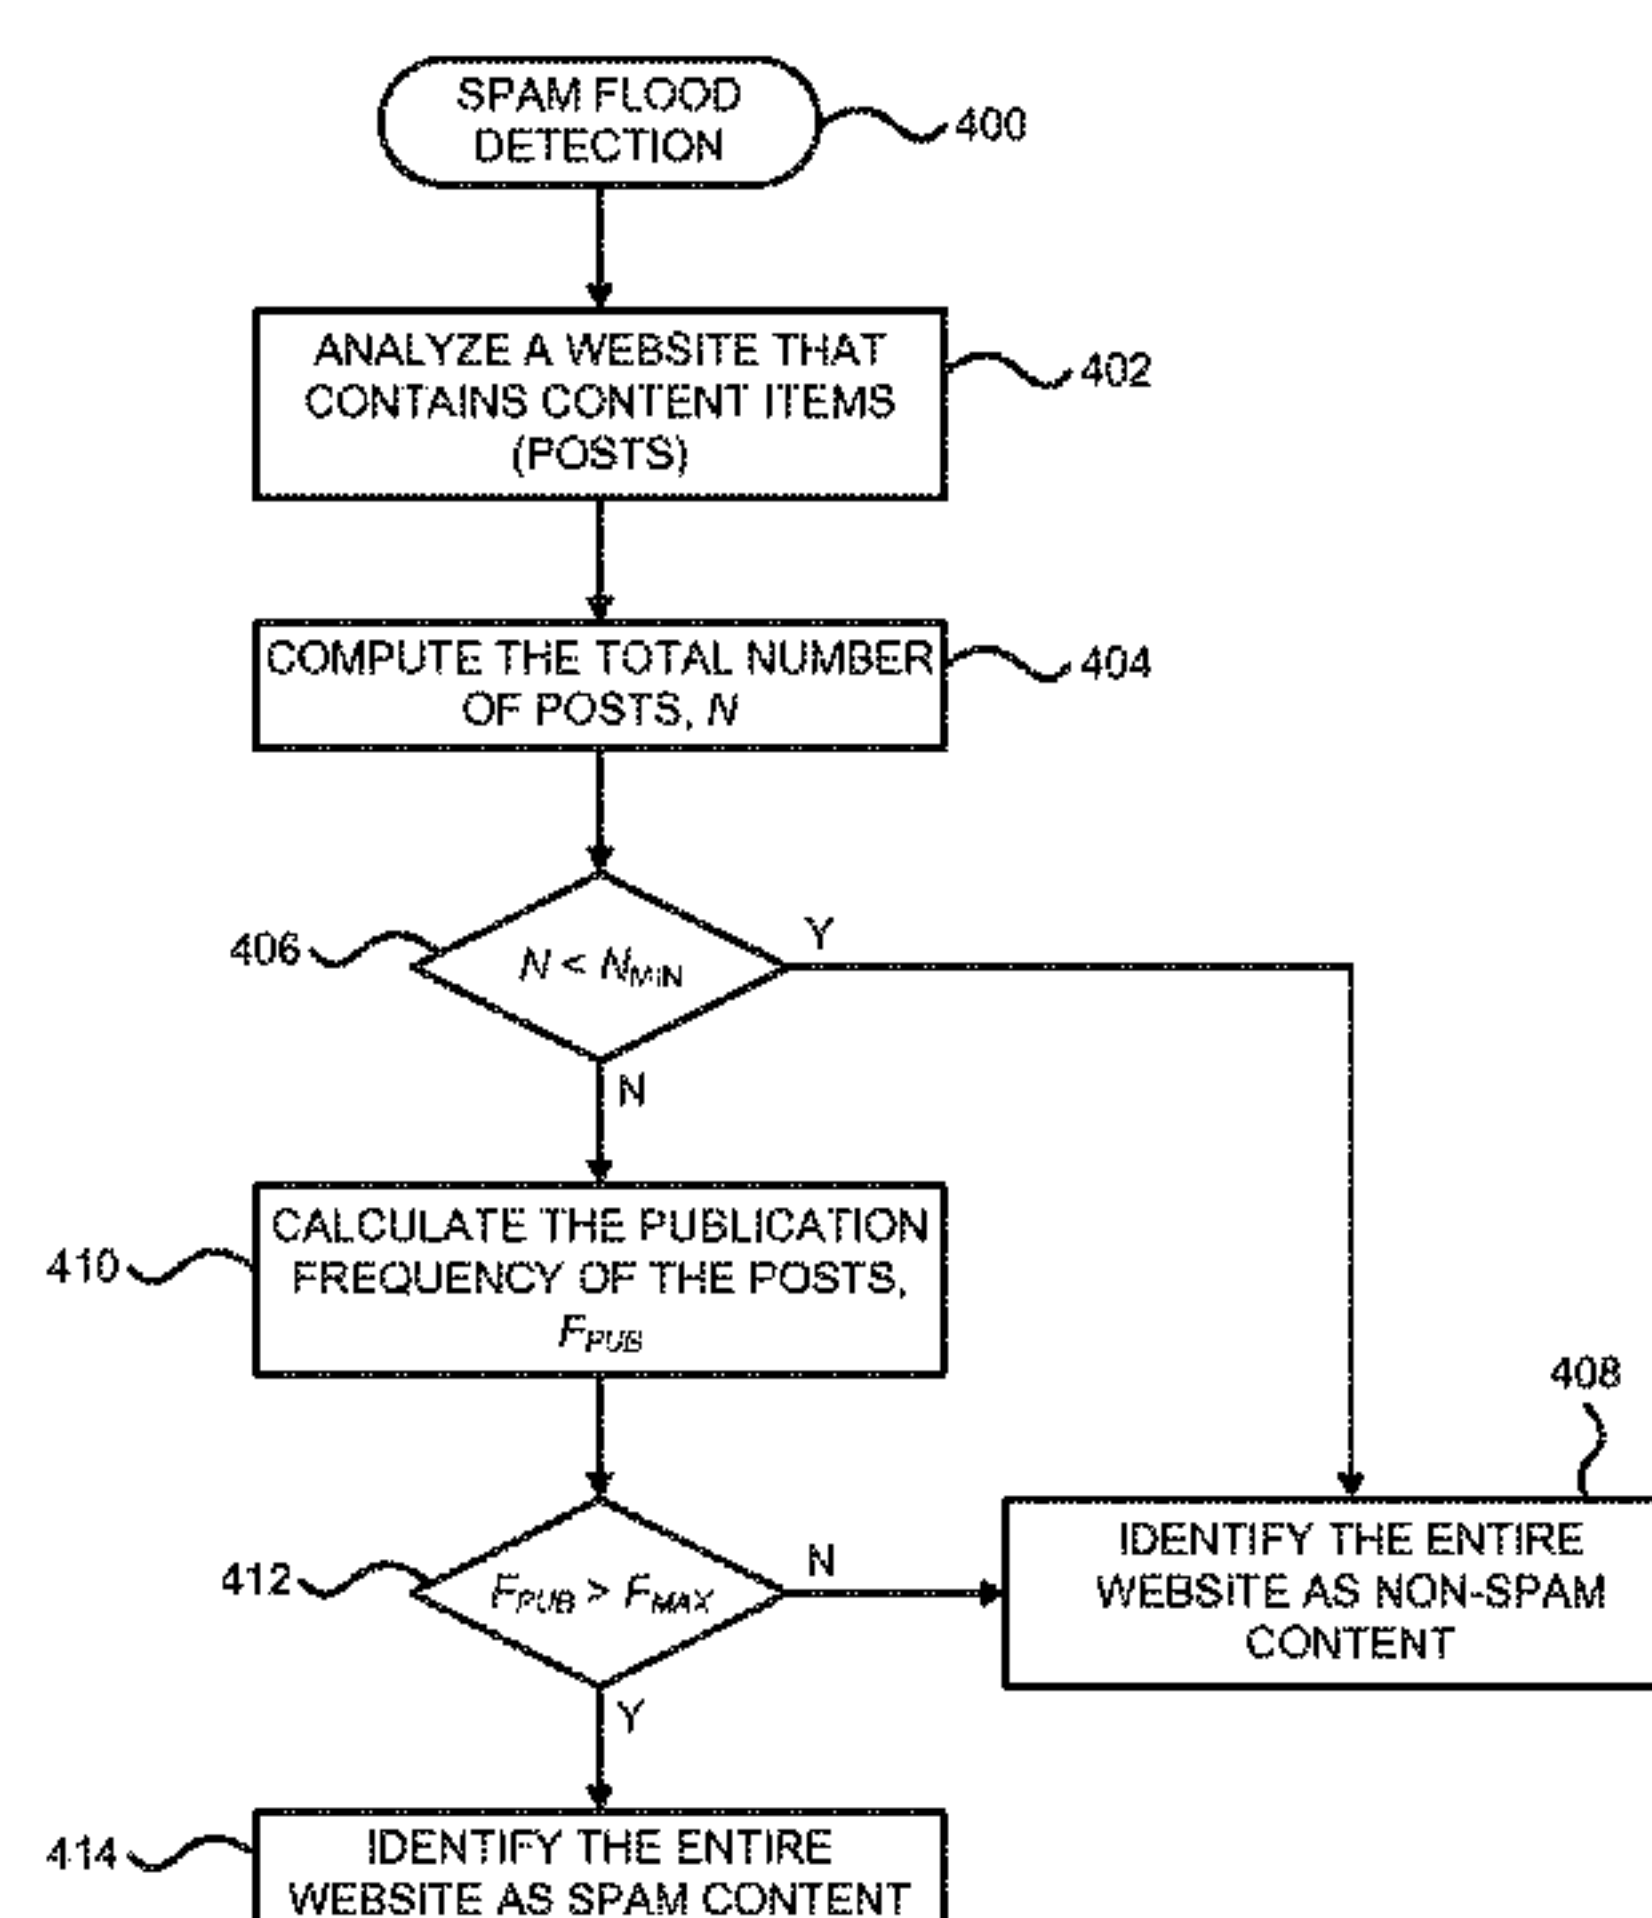 SPAM FLOOD
DETECTION
400
ANALYZE A WEBSITE THAT
CONTAINS CONTENT ITEMS
(POSTS)
402
COMPUTE THE TOTAL NUMBER
OF POSTS, N
404
406
N < NMIN
Y
N
CALCULATE THE PUBLICATION
FREQUENCY OF THE POSTS,
FPUB
410
408
412
FPUB > FMAX
N
Y
IDENTIFY THE ENTIRE
WEBSITE AS NON-SPAM
CONTENT
414
IDENTIFY THE ENTIRE
WEBSITE AS SPAM CONTENT